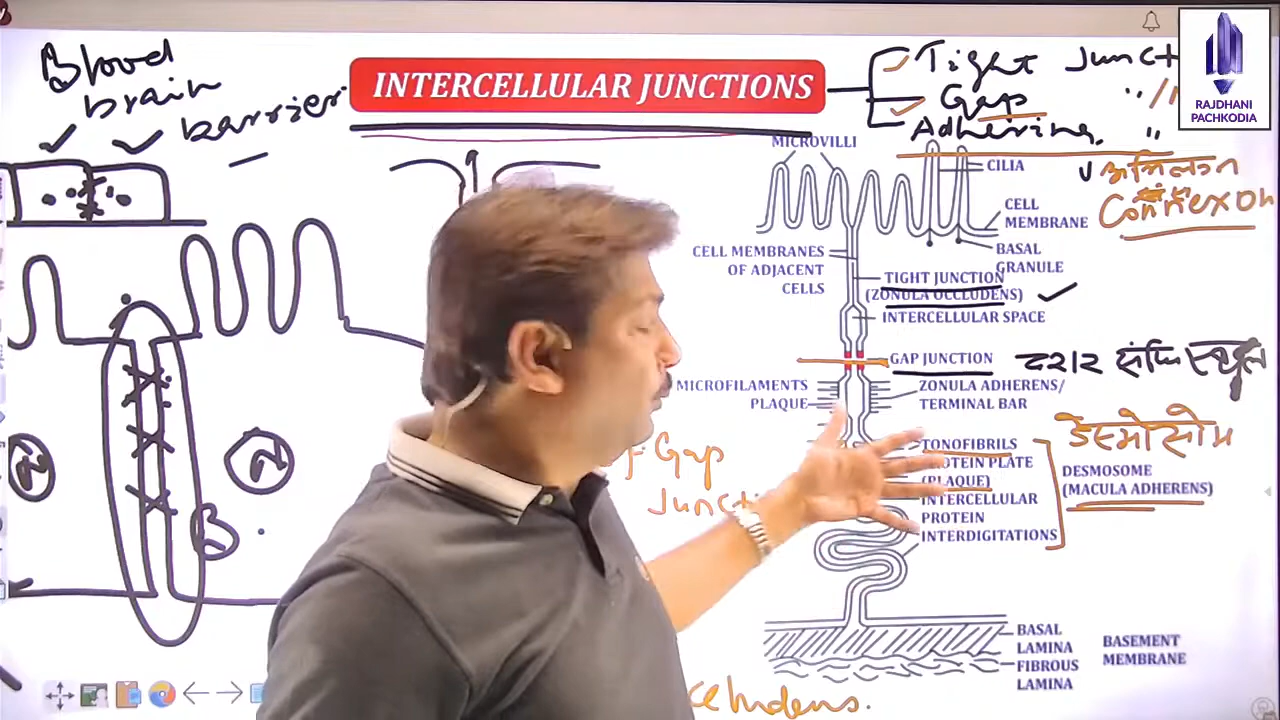 Blood
brain
barrier
INTERCELLULAR JUNCTIONS
Tight Junct
Gap "
Adhering "
RAJDHANI
PACHKODIA
MICROVILLI
CILIA
CELL
MEMBRANE
BASAL
GRANULE
CELL MEMBRANES
OF ADJACENT
CELLS
TIGHT JUNCTION
(ZONULA OCCLUDENS)
INTERCELLULAR SPACE
Connexon
GAP JUNCTION
दरार संधि
MICROFILAMENTS
PLAQUE
ZONULA ADHERENS/
TERMINAL BAR
TONOFIBRILS
PROTEIN PLATE
(PLAQUE)
INTERCELLULAR
PROTEIN
INTERDIGITATIONS
डेस्मोसोम
DESMOSOME
(MACULA ADHERENS)
Gap
N
N
B
BASAL
LAMINA
FIBROUS
LAMINA
BASEMENT
MEMBRANE